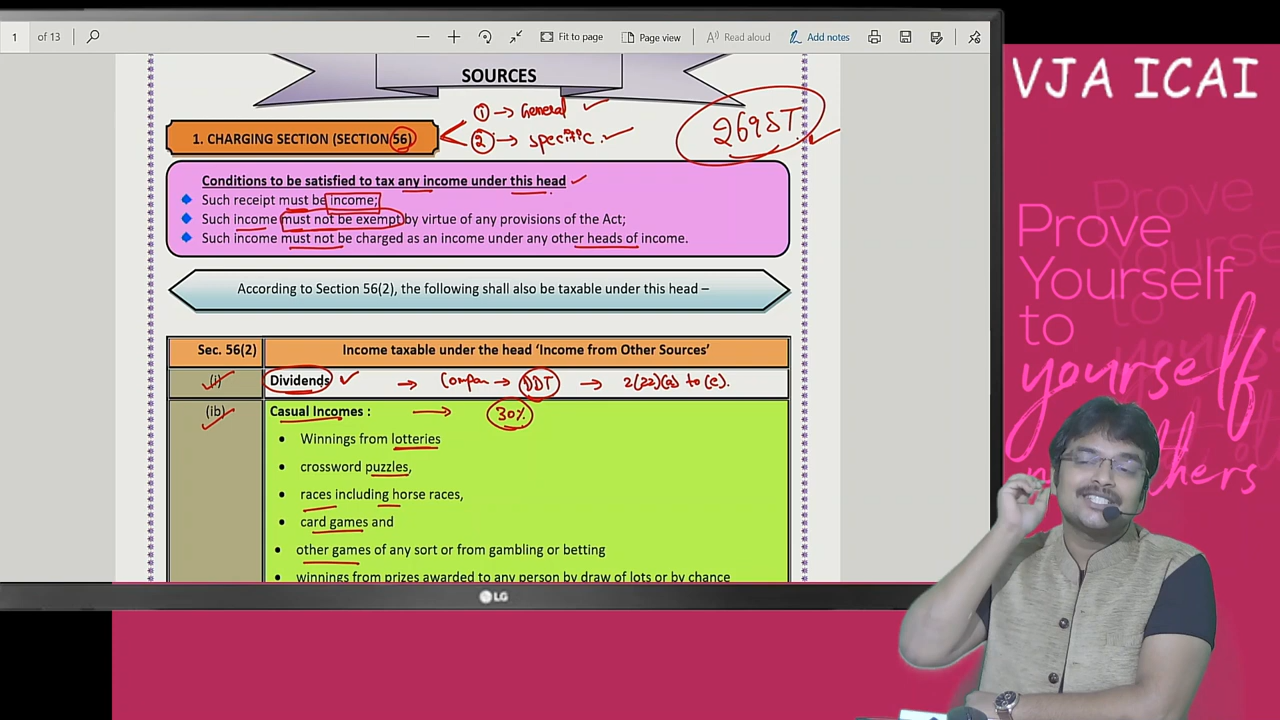 1 of 13
Fit to page
Page view
Read aloud
Add notes
VJA ICAI
SOURCES
1 → General ✓
269ST ✓
1. CHARGING SECTION (SECTION 56)
2 → specific ✓
Conditions to be satisfied to tax any income under this head ✓
Such receipt must be income;
Such income must not be exempt by virtue of any provisions of the Act;
Such income must not be charged as an income under any other heads of income.
According to Section 56(2), the following shall also be taxable under this head –
Sec. 56(2) Income taxable under the head ‘Income from Other Sources’
(i) Dividends ✓ → Compan → DDT → 2(22)(a) to (e).
(ib) Casual Incomes : → 30%
• Winnings from lotteries
• crossword puzzles,
• races including horse races,
• card games and
• other games of any sort or from gambling or betting
winnings from prizes awarded to any person by draw of lots or by chance
LG
Prove
Yourself
to
yourself
others